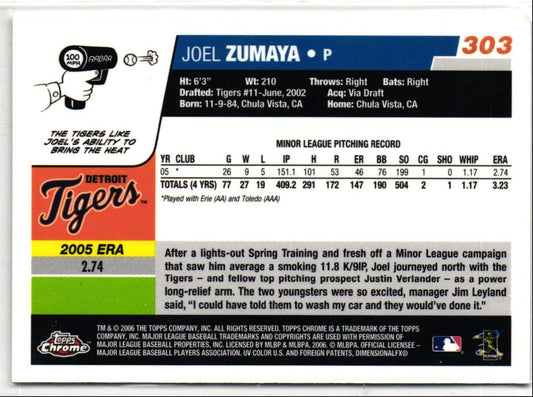 JOEL ZUMAYA • P
303
100 MPH RADAR
Ht: 6'3" Wt: 210 Throws: Right Bats: Right
Drafted: Tigers #11-June, 2002 Acq: Via Draft
Born: 11-9-84, Chula Vista, CA Home: Chula Vista, CA
THE TIGERS LIKE
JOEL'S ABILITY TO
BRING THE HEAT
MINOR LEAGUE PITCHING RECORD
YR CLUB G W L IP H R ER BB SO CG SHO WHIP ERA
05 * 26 9 5 151.1 101 53 46 76 199 1 0 1.17 2.74
TOTALS (4 YRS) 77 27 19 409.2 291 172 147 190 504 2 1 1.17 3.23
*Played with Erie (AA) and Toledo (AAA)
DETROIT
Tigers™
2005 ERA
2.74
After a lights-out Spring Training and fresh off a Minor League campaign
that saw him average a smoking 11.8 K/9IP, Joel journeyed north with the
Tigers — and fellow top pitching prospect Justin Verlander — as a power
long-relief arm. The two youngsters were so excited, manager Jim Leyland
said, "I could have told them to wash my car and they would've done it."
Topps
Chrome
TM & © 2006 THE TOPPS COMPANY, INC. ALL RIGHTS RESERVED. TOPPS CHROME IS A TRADEMARK OF THE TOPPS
COMPANY, INC. MAJOR LEAGUE BASEBALL TRADEMARKS AND COPYRIGHTS ARE USED WITH PERMISSION OF
MAJOR LEAGUE BASEBALL PROPERTIES, INC. LICENSED BY MLBP & MLBPA, 2006. © MLBPA. OFFICIAL LICENSEE -
MAJOR LEAGUE BASEBALL PLAYERS ASSOCIATION. UV COLOR U.S. AND FOREIGN PATENTS, DIMENSIONALFX®